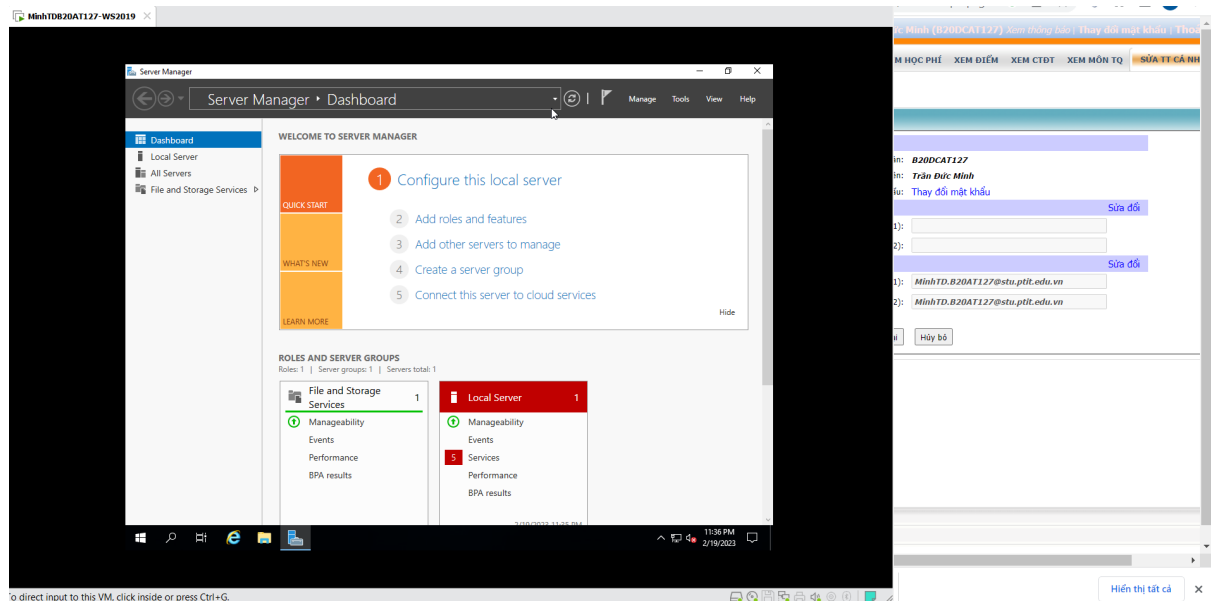 MinhTDB20AT127-WS2019
Server Manager
Server Manager • Dashboard
Manage Tools View Help
Dashboard
Local Server
All Servers
File and Storage Services
WELCOME TO SERVER MANAGER
QUICK START
WHAT'S NEW
LEARN MORE
1 Configure this local server
2 Add roles and features
3 Add other servers to manage
4 Create a server group
5 Connect this server to cloud services
Hide
ROLES AND SERVER GROUPS
Roles: 1 | Server groups: 1 | Servers total: 1
File and Storage
Services
1
Manageability
Events
Performance
BPA results
Local Server 1
Manageability
Events
5 Services
Performance
BPA results
2/19/2023 11:35 PM
11:36 PM
2/19/2023
To direct input to this VM, click inside or press Ctrl+G.
Minh (B20DCAT127) Xem thông báo | Thay đổi mật khẩu | Thoá
M HỌC PHÍ XEM ĐIỂM XEM CTĐT XEM MÔN TQ SỬA TT CÁ NH
B20DCAT127
Trần Đức Minh
Thay đổi mật khẩu
Sửa đổi
1):
2):
Sửa đổi
1): MinhTD.B20AT127@stu.ptit.edu.vn
2): MinhTD.B20AT127@stu.ptit.edu.vn
Hủy bỏ
Hiển thị tất cả